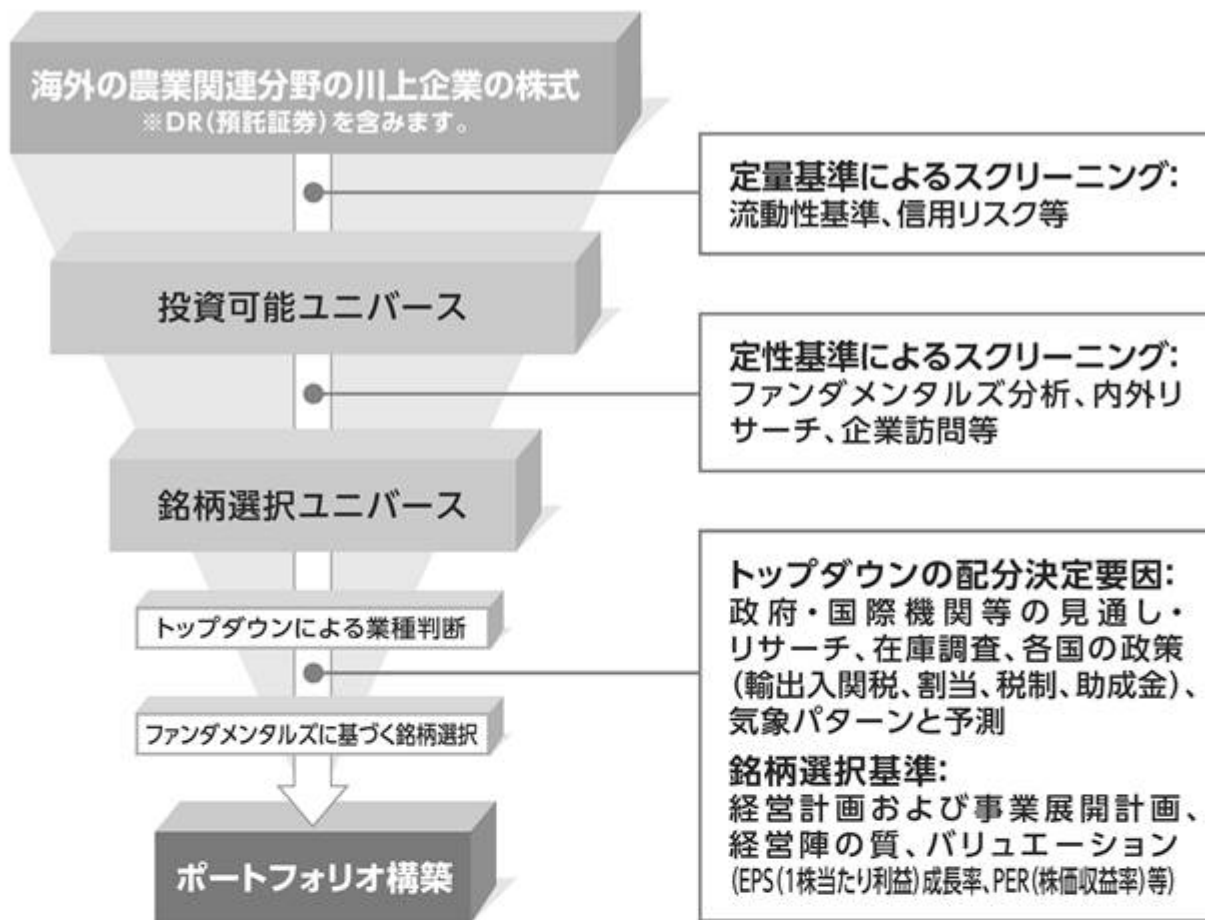 海外の農業関連分野の川上企業の株式
※DR(預託証券)を含みます。
定量基準によるスクリーニング:
流動性基準、信用リスク等
投資可能ユニバース
定性基準によるスクリーニング:
ファンダメンタルズ分析、内外リ
サーチ、企業訪問等
銘柄選択ユニバース
トップダウンによる業種判断
ファンダメンタルズに基づく銘柄選択
トップダウンの配分決定要因:
政府・国際機関等の見通し・
リサーチ、在庫調査、各国の政策
(輸出入関税、割当、税制、助成金)、
気象パターンと予測
銘柄選択基準:
経営計画および事業展開計画、
経営陣の質、バリュエーション
(EPS(1株当たり利益)成長率、PER(株価収益率)等)
ポートフォリオ構築